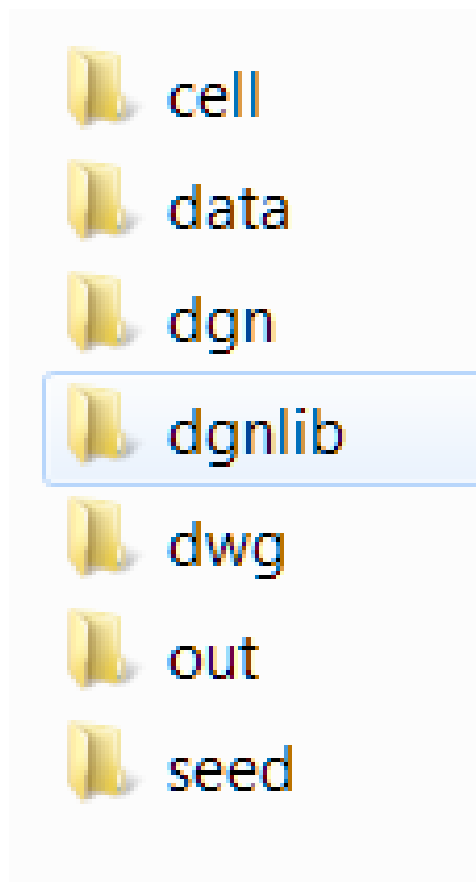 cell
data
dgn
dgnlib
dwg
out
seed